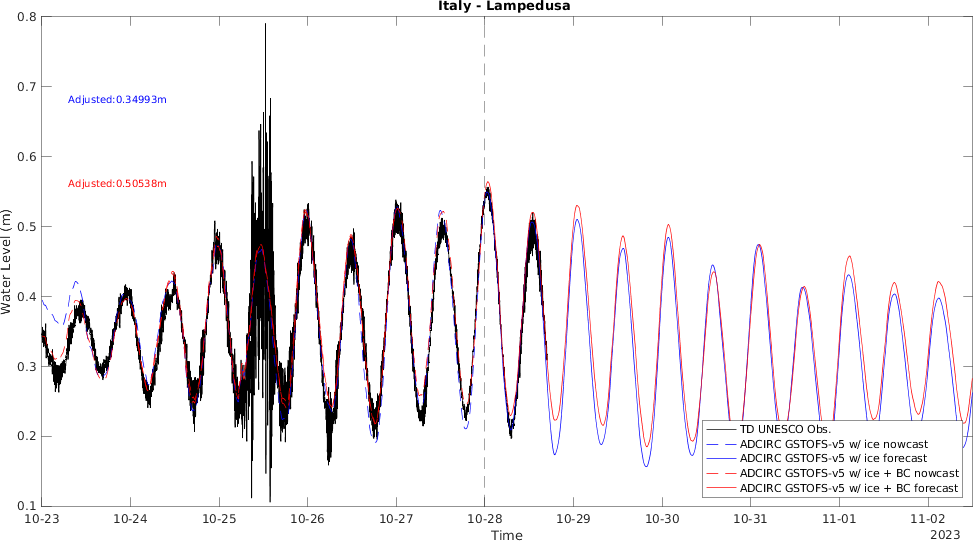 Italy - Lampedusa
0.8
0.7
0.6
0.5
0.4
0.3
0.2
0.1
Water Level (m)
Adjusted:0.34993m
Adjusted:0.50538m
TD UNESCO Obs.
ADCIRC GSTOFS-v5 w/ ice nowcast
ADCIRC GSTOFS-v5 w/ ice forecast
ADCIRC GSTOFS-v5 w/ ice + BC nowcast
ADCIRC GSTOFS-v5 w/ ice + BC forecast
10-23 10-24 10-25 10-26 10-27 10-28 10-29 10-30 10-31 11-01 11-02
Time
2023